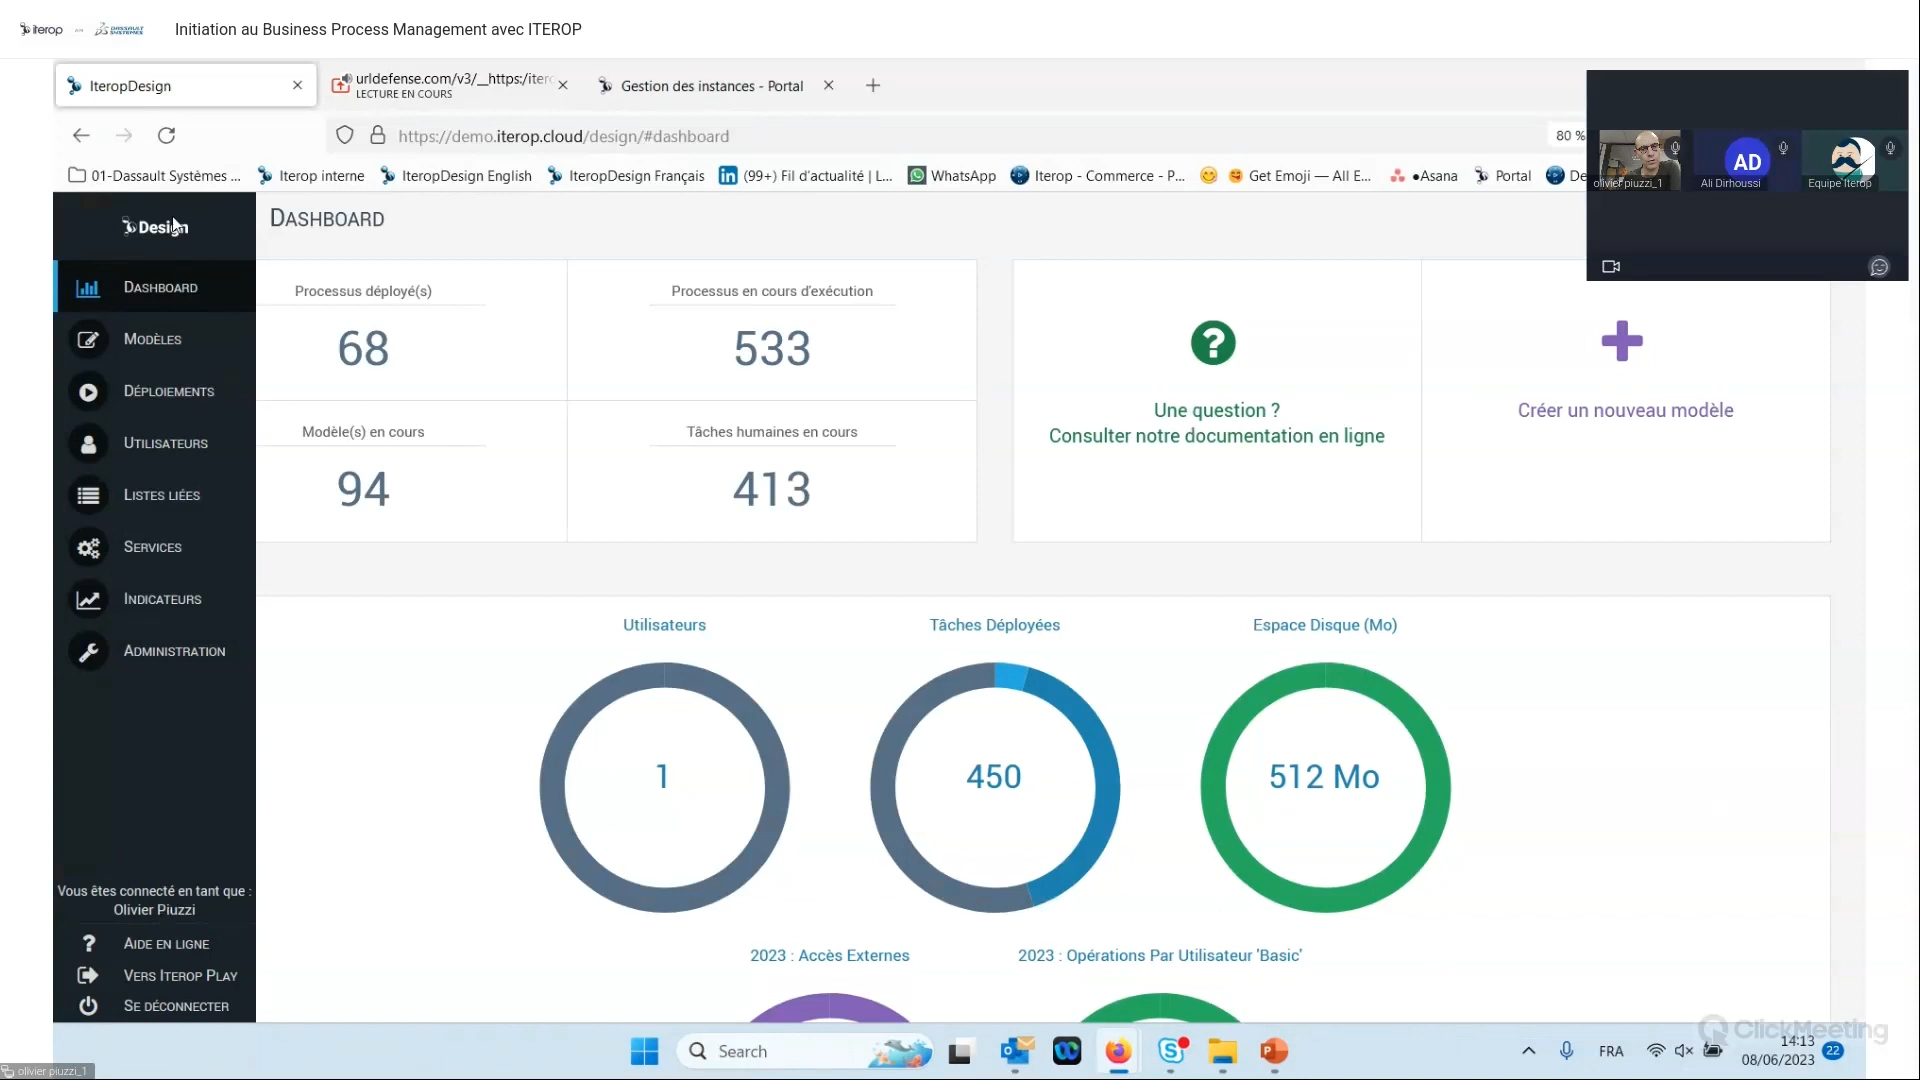 iterop
DASSAULT
SYSTEMES
Initiation au Business Process Management avec ITEROP
IteropDesign
urldefense.com/v3/__https:/iter
LECTURE EN COURS
Gestion des instances - Portal
https://demo.iterop.cloud/design/#dashboard
80 %
01-Dassault Systèmes ...
Iterop interne
IteropDesign English
IteropDesign Français
(99+) Fil d'actualité | L...
WhatsApp
Iterop - Commerce - P...
Get Emoji — All E...
●Asana
Portal
De
AD
olivier piuzzi_1
Ali Dirhoussi
Equipe Iterop
Design
DASHBOARD
DASHBOARD
MODÈLES
DÉPLOIEMENTS
UTILISATEURS
LISTES LIÉES
SERVICES
INDICATEURS
ADMINISTRATION
Processus déployé(s)
68
Processus en cours d'exécution
533
Modèle(s) en cours
94
Tâches humaines en cours
413
Une question ?
Consulter notre documentation en ligne
Créer un nouveau modèle
Utilisateurs
1
Tâches Déployées
450
Espace Disque (Mo)
512 Mo
2023 : Accès Externes
2023 : Opérations Par Utilisateur 'Basic'
Vous êtes connecté en tant que :
Olivier Piuzzi
AIDE EN LIGNE
VERS ITEROP PLAY
SE DÉCONNECTER
ClickMeeting
Search
FRA
14:13
08/06/2023
22
olivier piuzzi_1